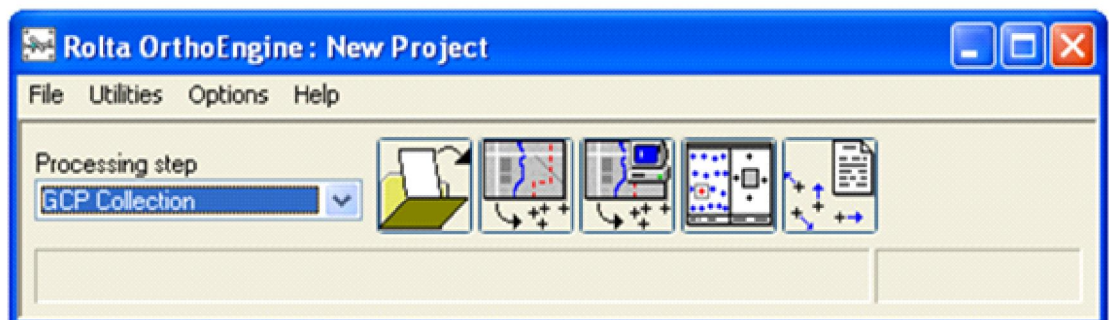 Rolta OrthoEngine : New Project
File Utilities Options Help
Processing step
GCP Collection